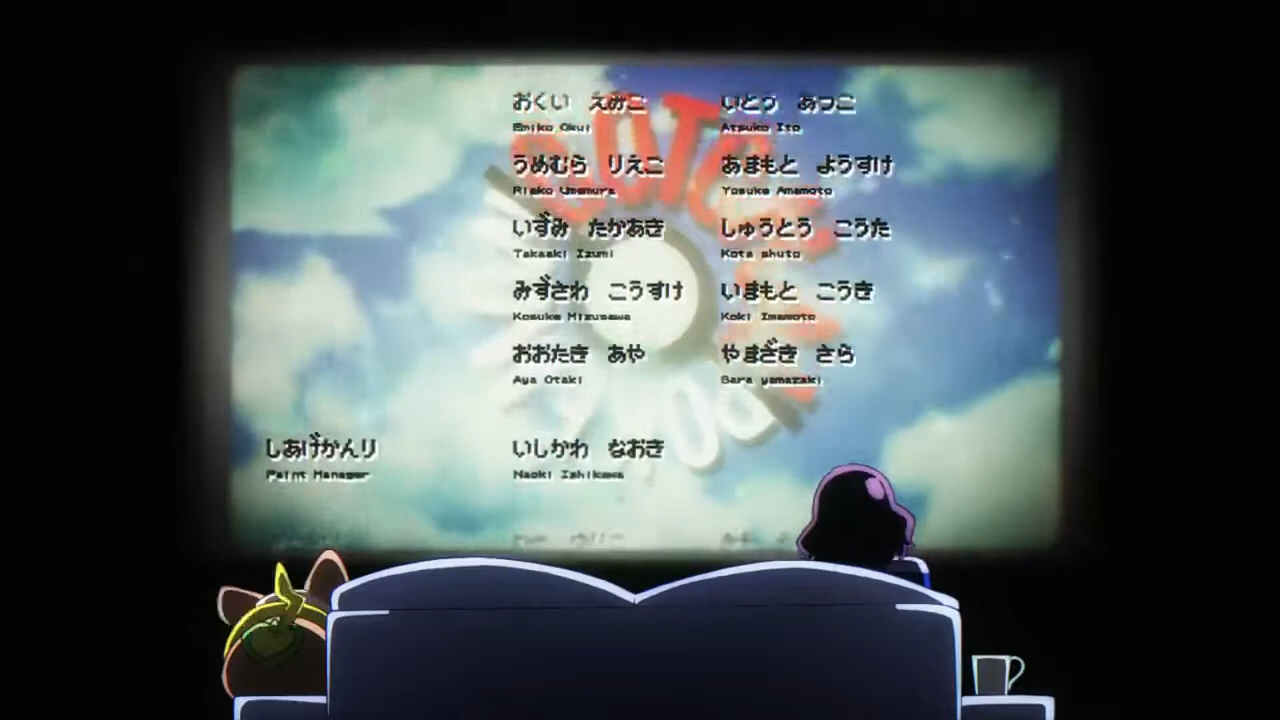 おくい えみこ いとう あつこ
Emiko Okui Atsuko Ito
うめむら りえこ あまもと ようすけ
Rieko Umemura Yosuke Amamoto
いずみ たかあき しゅうとう こうた
Takaaki Izumi Kota shuto
みずさわ こうすけ いまもと こうき
Kosuke Mizusawa Koki Imamoto
おおたき あや やまざき さら
Aya Otaki Sara yamazaki
しあげかんり いしかわ なおき
Paint Manager Naoki Ishikawa